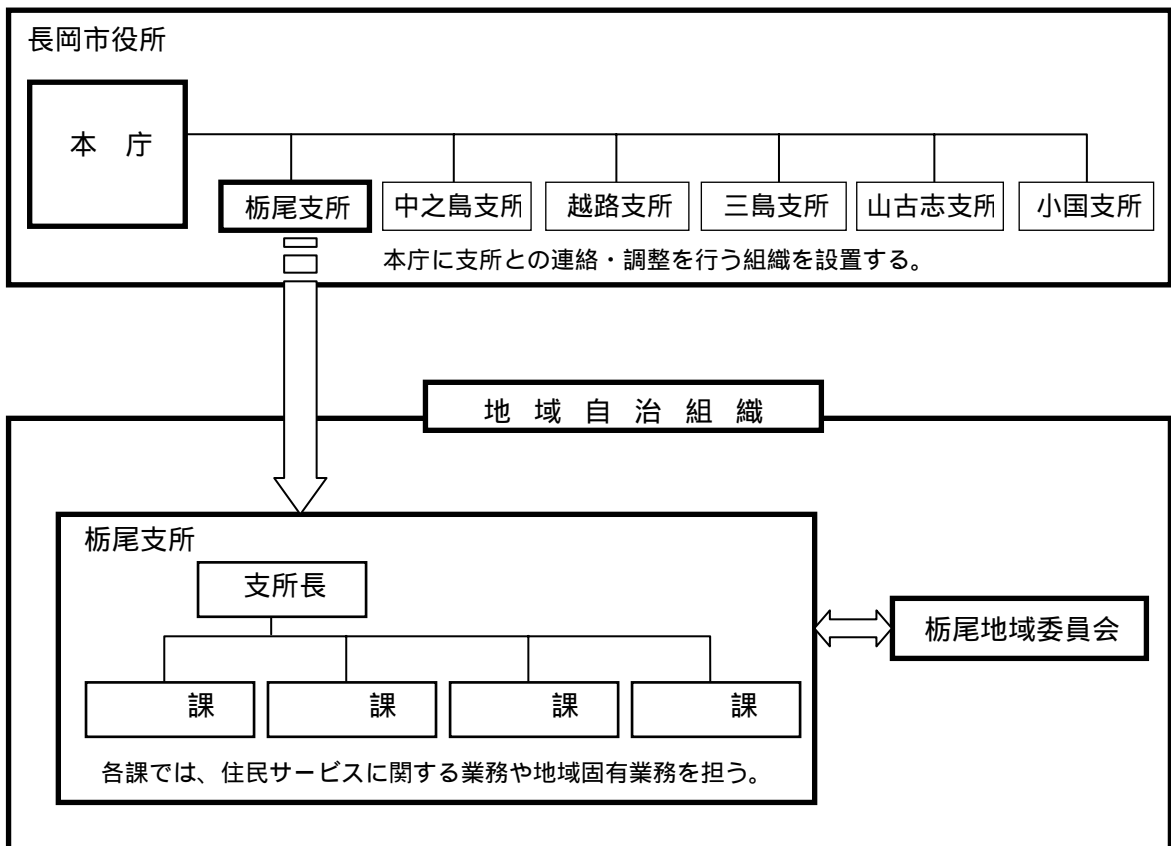 長岡市役所
本　庁
栃尾支所
中之島支所
越路支所
三島支所
山古志支所
小国支所
本庁に支所との連絡・調整を行う組織を設置する。
地 域 自 治 組 織
栃尾支所
支所長
栃尾地域委員会
課
課
課
課
各課では、住民サービスに関する業務や地域固有業務を担う。